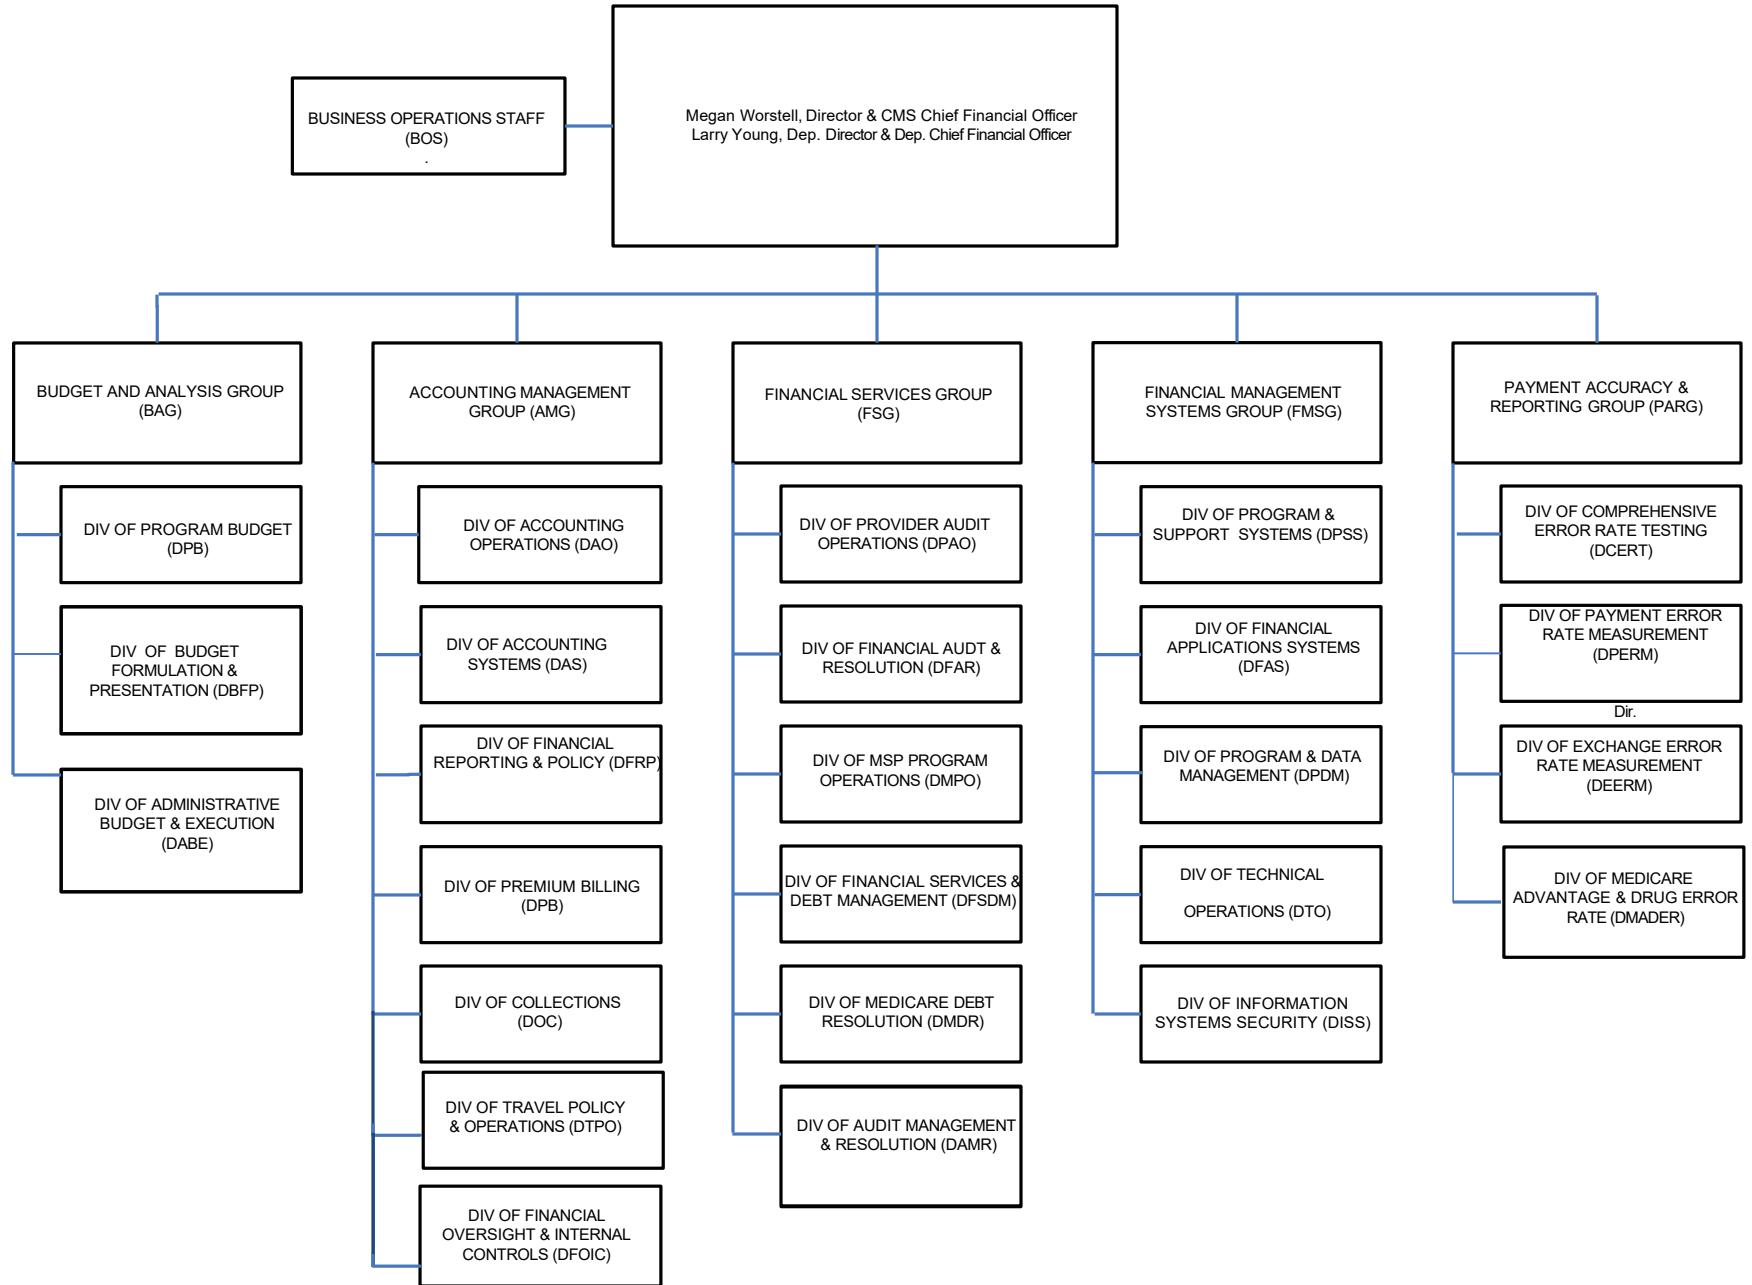 BUSINESS OPERATIONS STAFF
(BOS)
.
Megan Worstell, Director & CMS Chief Financial Officer
Larry Young, Dep. Director & Dep. Chief Financial Officer
BUDGET AND ANALYSIS GROUP
(BAG)
DIV OF PROGRAM BUDGET
(DPB)
DIV OF BUDGET
FORMULATION &
PRESENTATION (DBFP)
DIV OF ADMINISTRATIVE
BUDGET & EXECUTION
(DABE)
ACCOUNTING MANAGEMENT
GROUP (AMG)
DIV OF ACCOUNTING
OPERATIONS (DAO)
DIV OF ACCOUNTING
SYSTEMS (DAS)
DIV OF FINANCIAL
REPORTING & POLICY (DFRP)
DIV OF PREMIUM BILLING
(DPB)
DIV OF COLLECTIONS
(DOC)
DIV OF TRAVEL POLICY
& OPERATIONS (DTPO)
DIV OF FINANCIAL
OVERSIGHT & INTERNAL
CONTROLS (DFOIC)
FINANCIAL SERVICES GROUP
(FSG)
DIV OF PROVIDER AUDIT
OPERATIONS (DPAO)
DIV OF FINANCIAL AUDT &
RESOLUTION (DFAR)
DIV OF MSP PROGRAM
OPERATIONS (DMPO)
DIV OF FINANCIAL SERVICES &
DEBT MANAGEMENT (DFSDM)
DIV OF MEDICARE DEBT
RESOLUTION (DMDR)
DIV OF AUDIT MANAGEMENT
& RESOLUTION (DAMR)
FINANCIAL MANAGEMENT
SYSTEMS GROUP (FMSG)
DIV OF PROGRAM &
SUPPORT SYSTEMS (DPSS)
DIV OF FINANCIAL
APPLICATIONS SYSTEMS
(DFAS)
DIV OF PROGRAM & DATA
MANAGEMENT (DPDM)
DIV OF TECHNICAL
OPERATIONS (DTO)
DIV OF INFORMATION
SYSTEMS SECURITY (DISS)
PAYMENT ACCURACY &
REPORTING GROUP (PARG)
DIV OF COMPREHENSIVE
ERROR RATE TESTING
(DCERT)
DIV OF PAYMENT ERROR
RATE MEASUREMENT
(DPERM)
Dir.
DIV OF EXCHANGE ERROR
RATE MEASUREMENT
(DEERM)
DIV OF MEDICARE
ADVANTAGE & DRUG ERROR
RATE (DMADER)